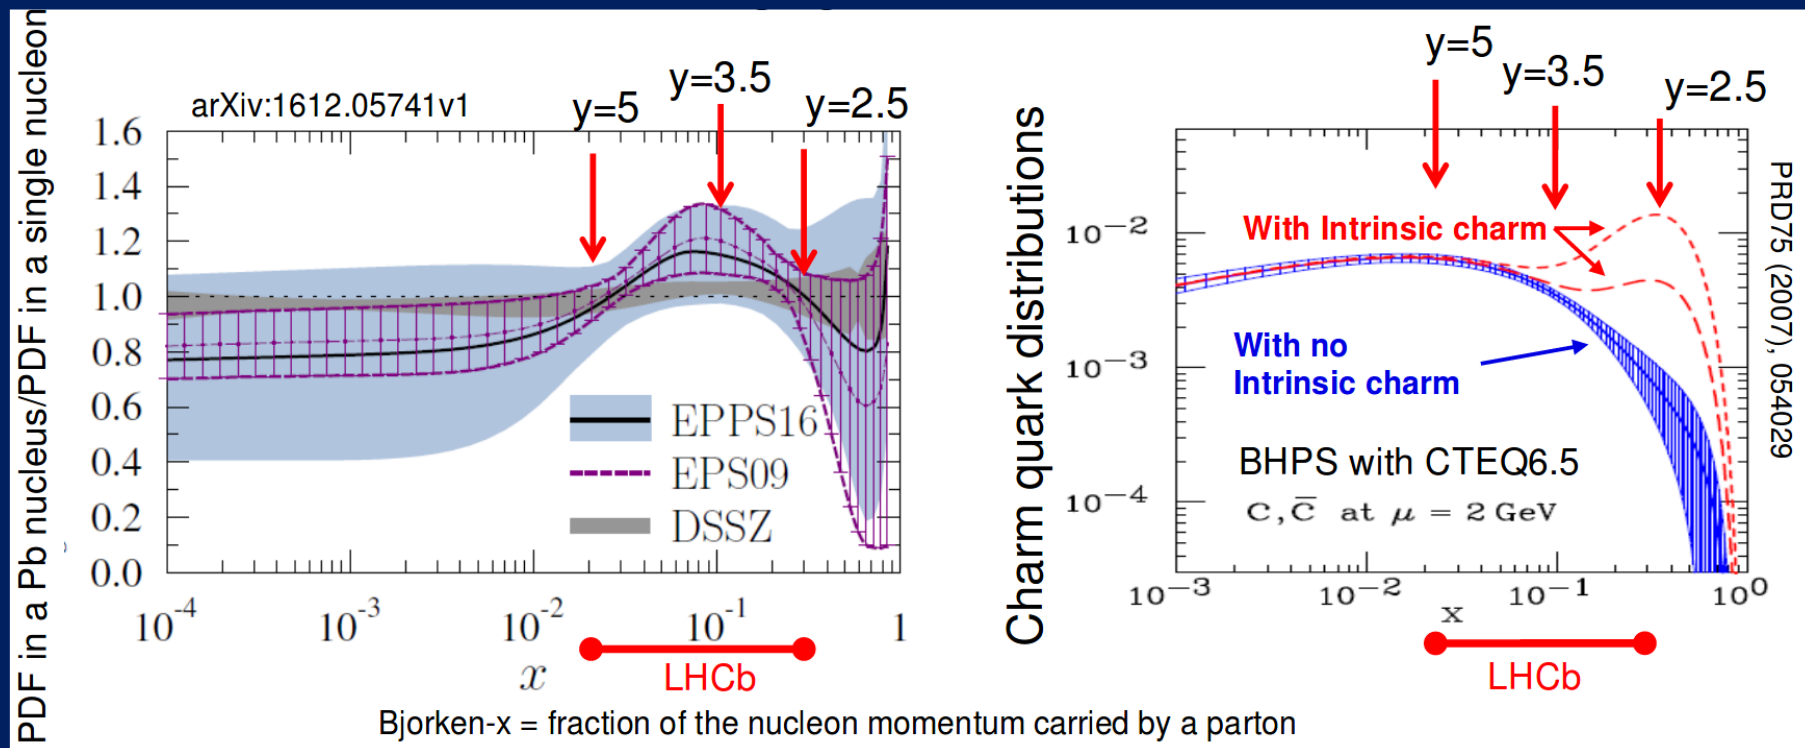 PDF in a Pb nucleus/PDF in a single nucleon
arXiv:1612.05741v1
y=5
y=3.5
y=2.5
1.6
1.4
1.2
1.0
0.8
0.6
0.4
0.2
0.0
EPPS16
EPS09
DSSZ
10-4
10-3
10-2
10-1
1
x
LHCb
Charm quark distributions
y=5
y=3.5
y=2.5
10−2
10−3
10−4
With Intrinsic charm
With no
Intrinsic charm
BHPS with CTEQ6.5
C,C̅ at μ = 2 GeV
10−3
10−2
10−1
100
x
LHCb
PRD75 (2007), 054029
Bjorken-x = fraction of the nucleon momentum carried by a parton